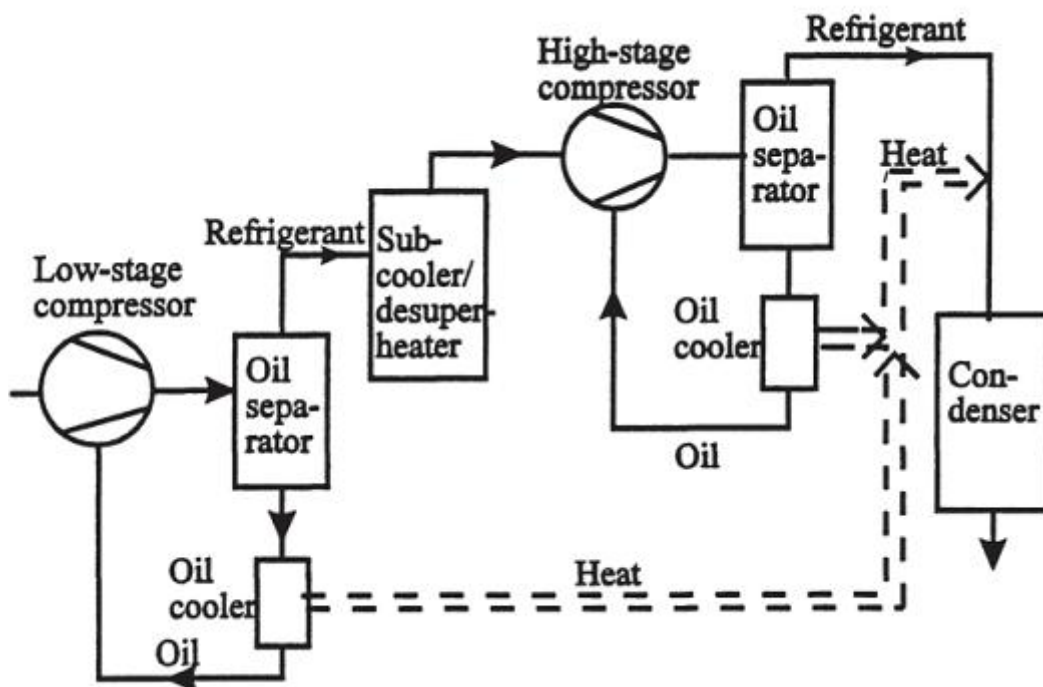 Refrigerant
High-stage
compressor
Oil
sepa-
rator
Heat
Refrigerant
Sub-
cooler/
desuper-
heater
Low-stage
compressor
Oil
cooler
Oil
sepa-
rator
Con-
denser
Oil
Oil
cooler
Heat
Oil